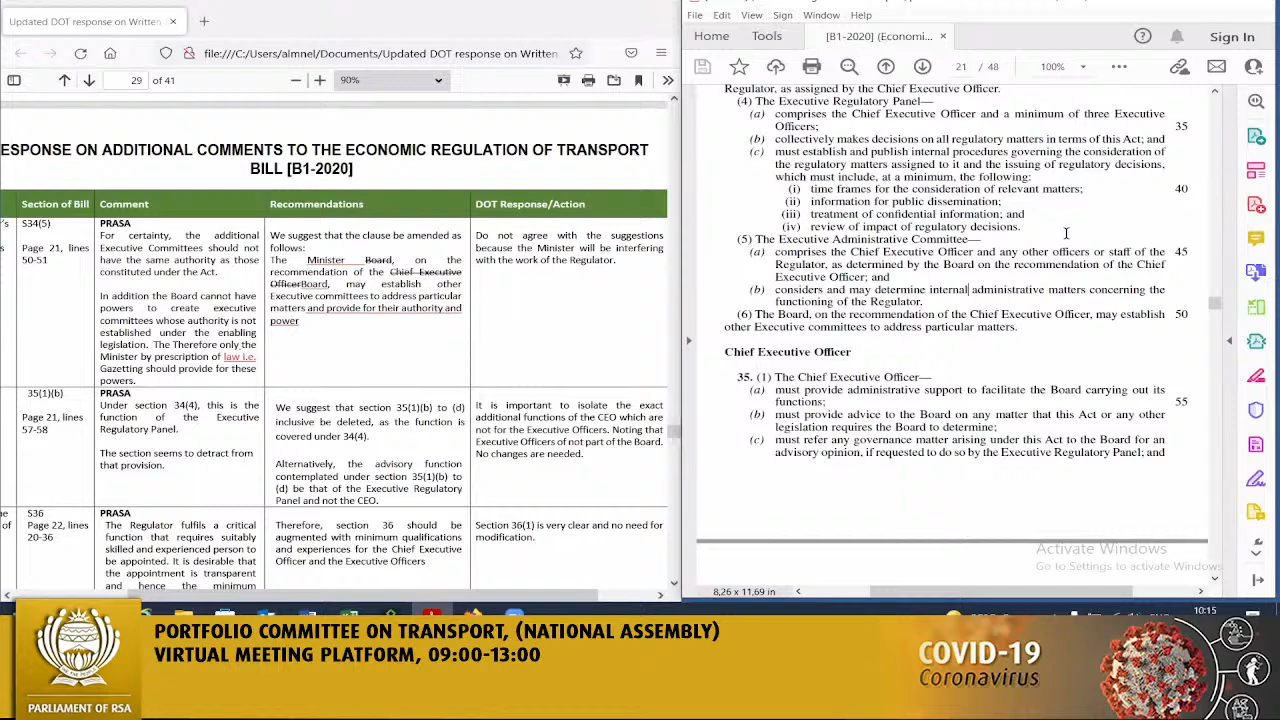 Updated DOT response on Written
file:///C:/Users/almnel/Documents/Updated DOT response on Written
29 of 41
90%
ESPONSE ON ADDITIONAL COMMENTS TO THE ECONOMIC REGULATION OF TRANSPORT
BILL [B1-2020]
Section of Bill
Comment
Recommendations
DOT Response/Action
S34(5)
Page 21, lines
50-51
PRASA
For certainty, the additional
Executive Committees should not
have the same authority as those
constituted under the Act.
In addition the Board cannot have
powers to create executive
committees whose authority is not
established under the enabling
legislation. The Therefore only the
Minister by prescription of law i.e.
Gazetting should provide for these
powers.
We suggest that the clause be amended as
follows:
The Minister Board, on the
recommendation of the Chief Executive
OfficerBoard, may establish other
Executive committees to address particular
matters and provide for their authority and
power
Do not agree with the suggestions
because the Minister will be interfering
with the work of the Regulator.
35(1)(b)
Page 21, lines
57-58
PRASA
Under section 34(4), this is the
function of the Executive
Regulatory Panel.
The section seems to detract from
that provision.
We suggest that section 35(1)(b) to (d)
inclusive be deleted, as the function is
covered under 34(4).
Alternatively, the advisory function
contemplated under section 35(1)(b) to
(d) be that of the Executive Regulatory
Panel and not the CEO.
It is important to isolate the exact
additional functions of the CEO which are
not for the Executive Officers. Noting that
Executive Officers of not part of the Board.
No changes are needed.
of
S36
Page 22, lines
20-36
PRASA
The Regulator fulfils a critical
function that requires suitably
skilled and experienced person to
be appointed. It is desirable that
the appointment is transparent
and hence the minimum
Therefore, section 36 should be
augmented with minimum qualifications
and experiences for the Chief Executive
Officer and the Executive Officers
Section 36(1) is very clear and no need for
modification.
File Edit View Sign Window Help
Home Tools [B1-2020] (Economi... Sign In
21 / 48 100%
Regulator, as assigned by the Chief Executive Officer.
(4) The Executive Regulatory Panel—
(a) comprises the Chief Executive Officer and a minimum of three Executive
Officers; 35
(b) collectively makes decisions on all regulatory matters in terms of this Act; and
(c) must establish and publish internal procedures governing the consideration of
the regulatory matters assigned to it and the issuing of regulatory decisions,
which must include, at a minimum, the following:
(i) time frames for the consideration of relevant matters; 40
(ii) information for public dissemination;
(iii) treatment of confidential information; and
(iv) review of impact of regulatory decisions.
(5) The Executive Administrative Committee—
(a) comprises the Chief Executive Officer and any other officers or staff of the 45
Regulator, as determined by the Board on the recommendation of the Chief
Executive Officer; and
(b) considers and may determine internal administrative matters concerning the
functioning of the Regulator.
(6) The Board, on the recommendation of the Chief Executive Officer, may establish 50
other Executive committees to address particular matters.
Chief Executive Officer
35. (1) The Chief Executive Officer—
(a) must provide administrative support to facilitate the Board carrying out its
functions; 55
(b) must provide advice to the Board on any matter that this Act or any other
legislation requires the Board to determine;
(c) must refer any governance matter arising under this Act to the Board for an
advisory opinion, if requested to do so by the Executive Regulatory Panel; and
Activate Windows
Go to Settings to activate Windows.
8,26 x 11,69 in
10:15
PORTFOLIO COMMITTEE ON TRANSPORT, (NATIONAL ASSEMBLY)
VIRTUAL MEETING PLATFORM, 09:00-13:00
PARLIAMENT OF RSA
COVID-19
Coronavirus